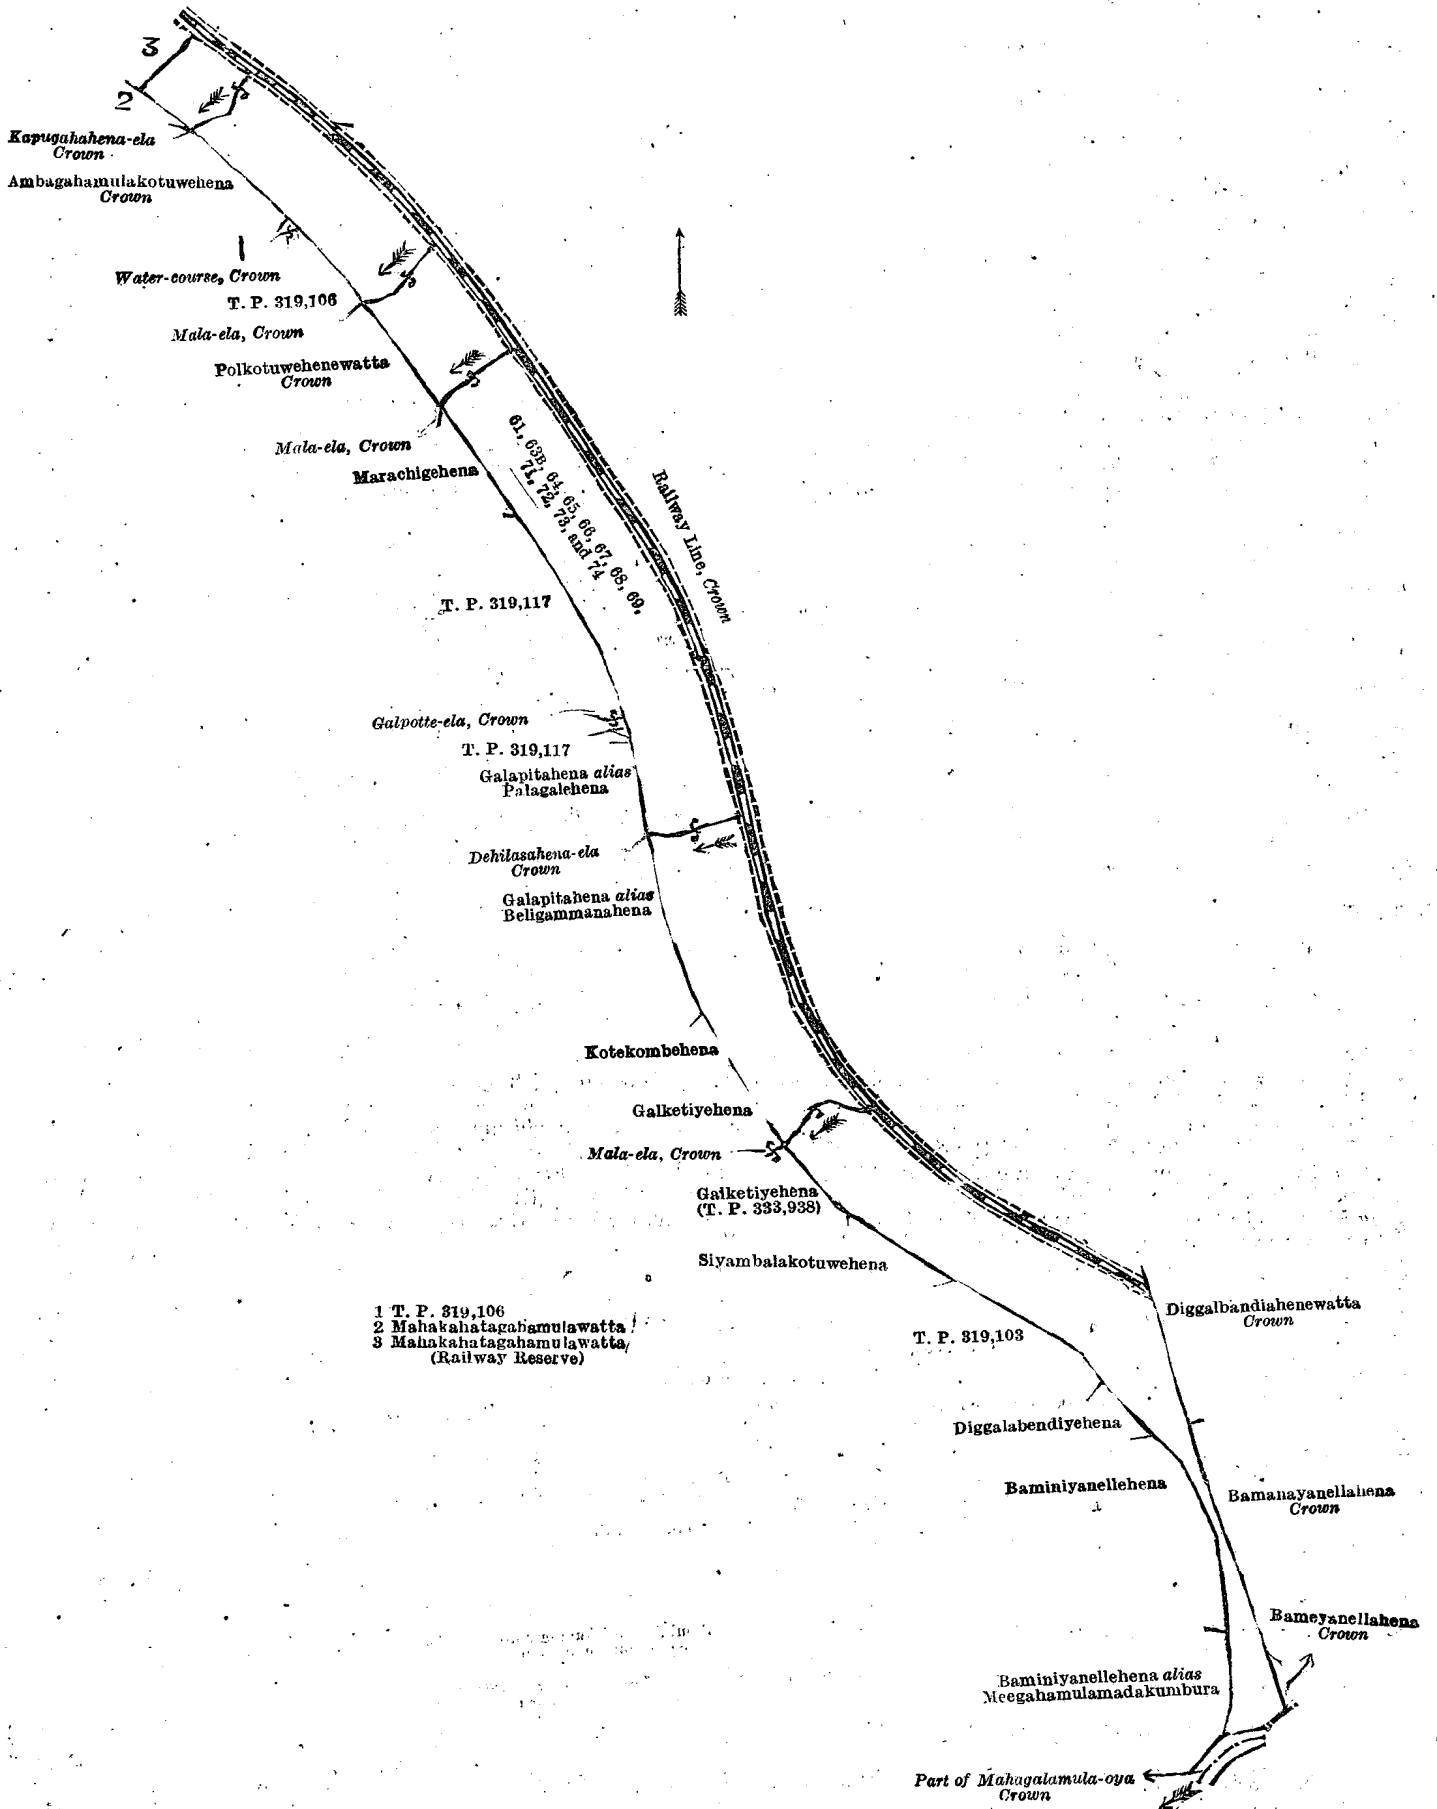 3
2
Kapugahahena-ela
Crown
Ambagahamulakotuwehena
Crown
1
Water-course, Crown
T. P. 319,106
Mala-ela, Crown
Polkotuwehenewatta
Crown
Mala-ela, Crown
Marachigehena
61, 63B, 64, 65, 66, 67, 68, 69,
71, 72, 73, and 74
Railway Line, Crown
T. P. 319,117
Galpotte-ela, Crown
T. P. 319,117
Galapitahena alias
Palagalehena
Dehilasahena-ela
Crown
Galapitahena alias
Beligammanahena
Kotekombehena
Galketiyehena
Mala-ela, Crown
Galketiyehena
(T. P. 333,938)
Siyambalakotuwehena
1 T. P. 319,106
2 Mahakahatagahamulawatta
3 Mahakahatagahamulawatta
(Railway Reserve)
Diggalbandiahenewatta
Crown
T. P. 319,103
Diggalabendiyehena
Baminiyanellehena
Bamanayanellahena
Crown
Bameyanellahena
Crown
Baminiyanellehena alias
Meegahamulamadakumbura
Part of Mahagalamula-oya
Crown